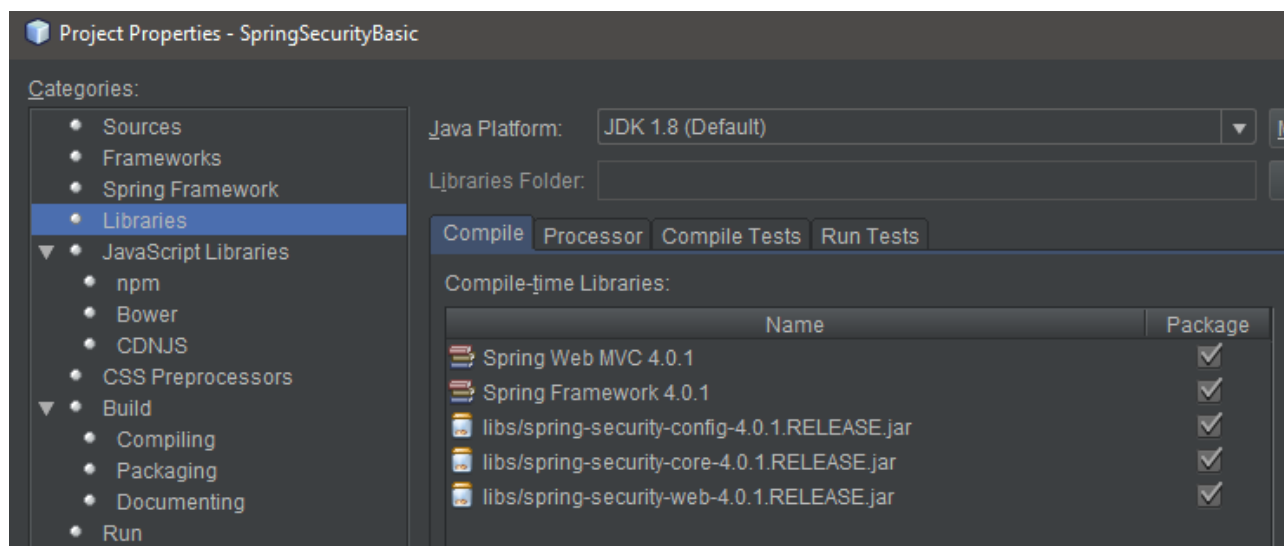 Project Properties - SpringSecurityBasic
Categories:
Sources
Frameworks
Spring Framework
Libraries
JavaScript Libraries
npm
Bower
CDNJS
CSS Preprocessors
Build
Compiling
Packaging
Documenting
Run
Java Platform: JDK 1.8 (Default)
Libraries Folder:
Compile Processor Compile Tests Run Tests
Compile-time Libraries:
Name Package
Spring Web MVC 4.0.1
Spring Framework 4.0.1
libs/spring-security-config-4.0.1.RELEASE.jar
libs/spring-security-core-4.0.1.RELEASE.jar
libs/spring-security-web-4.0.1.RELEASE.jar